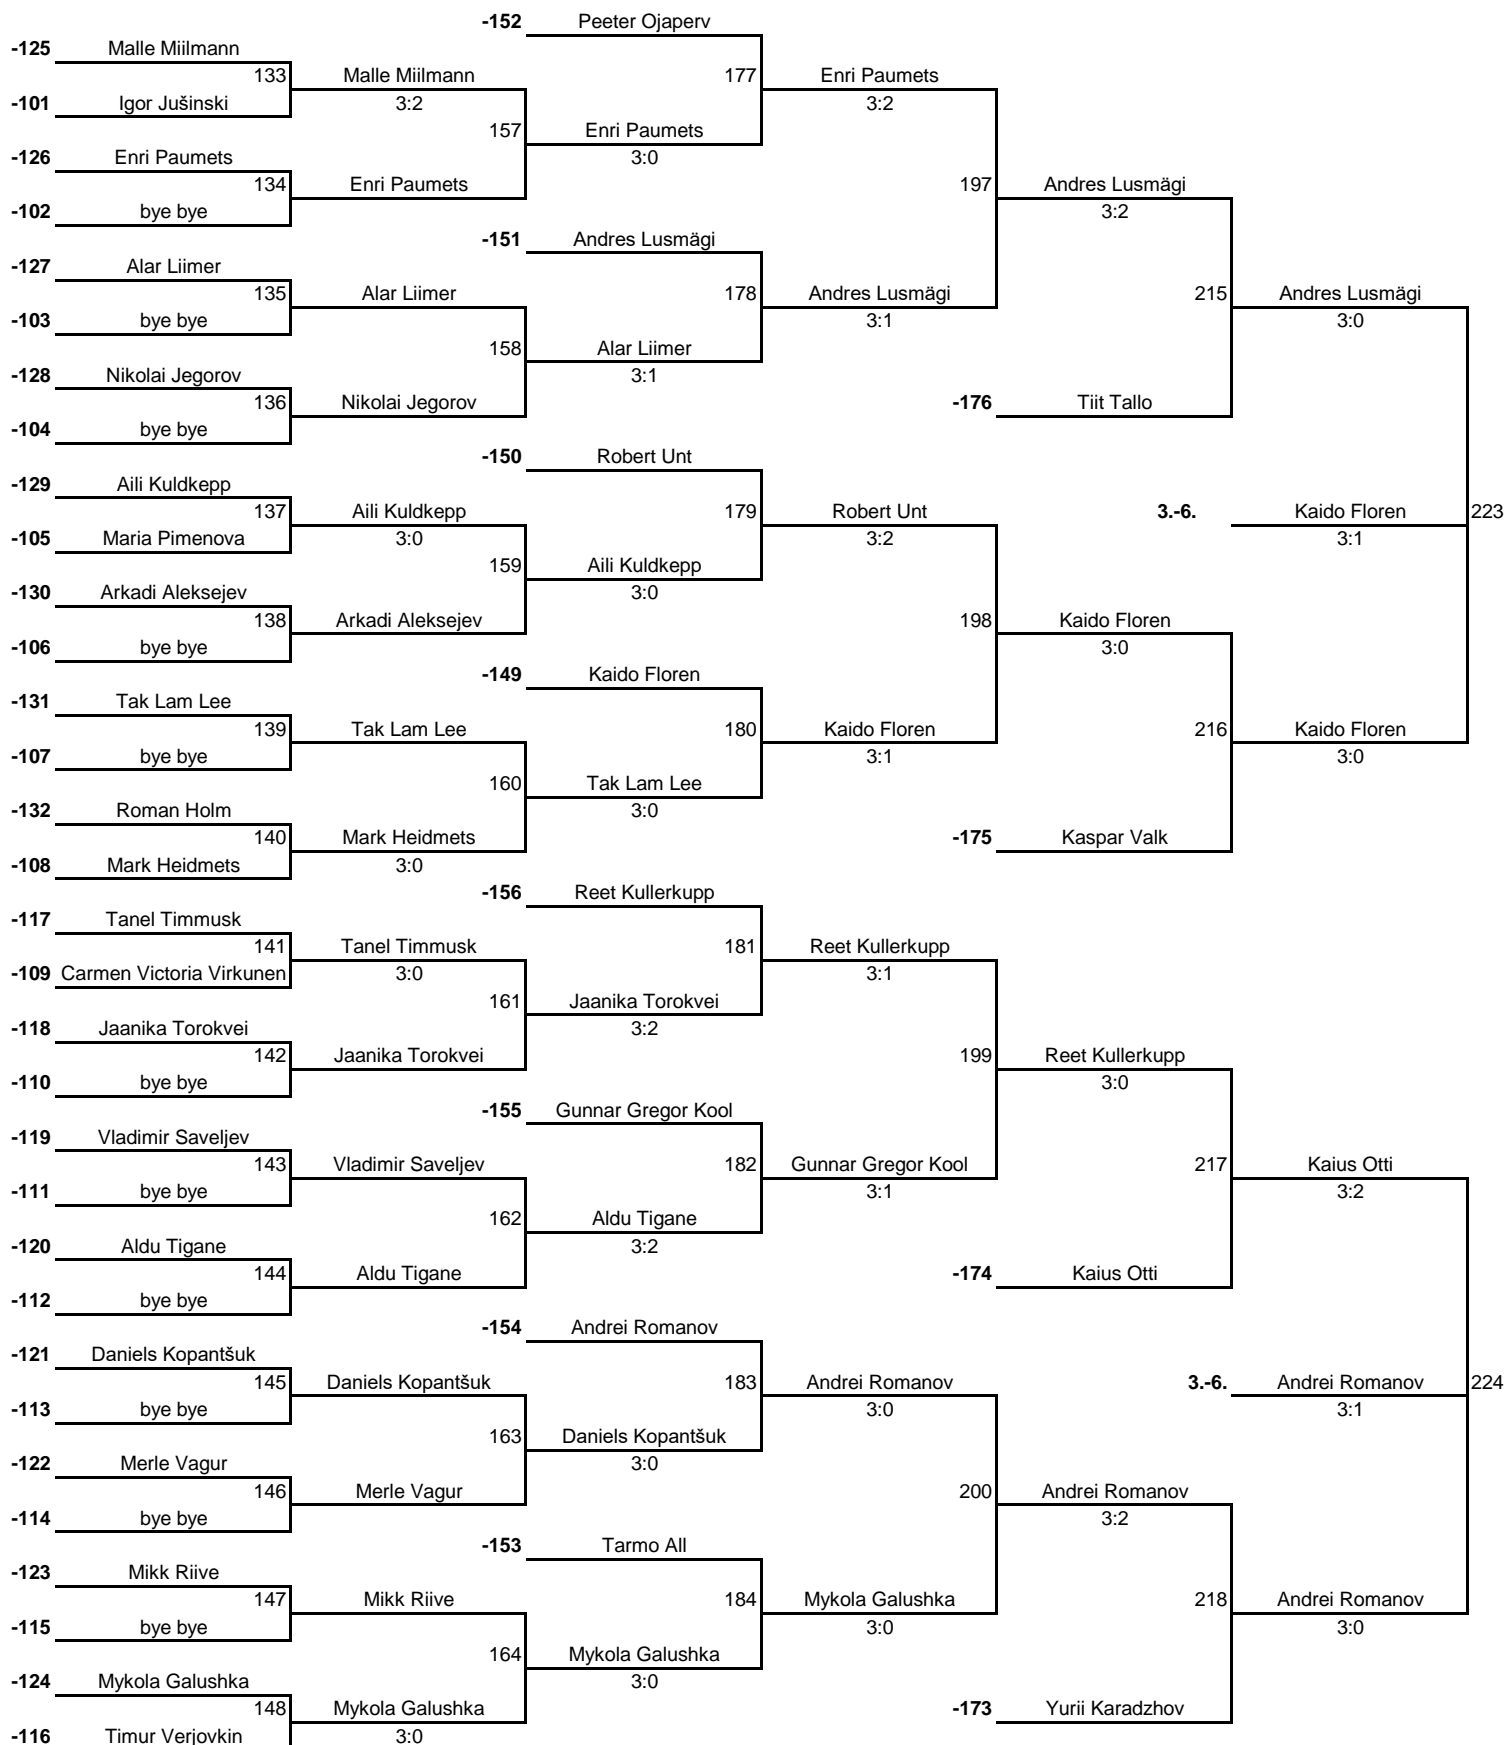 -152 Peeter Ojaperv
-125 Malle Miilmann
133 Malle Miilmann 177 Enri Paumets
-101 Igor Jušinski 3:2 3:2
157 Enri Paumets
-126 Enri Paumets 3:0
134 Enri Paumets 197 Andres Lusmägi
-102 bye bye 3:2
-151 Andres Lusmägi
-127 Alar Liimer
135 Alar Liimer 178 Andres Lusmägi 215 Andres Lusmägi
-103 bye bye 3:1 3:0
158 Alar Liimer
-128 Nikolai Jegorov 3:1
136 Nikolai Jegorov -176 Tiit Tallo
-104 bye bye
-150 Robert Unt
-129 Aili Kuldkepp
137 Aili Kuldkepp 179 Robert Unt 3.-6. Kaido Floren 223
-105 Maria Pimenova 3:0 3:2 3:1
159 Aili Kuldkepp
-130 Arkadi Aleksejev 3:0
138 Arkadi Aleksejev 198 Kaido Floren
-106 bye bye 3:0
-149 Kaido Floren
-131 Tak Lam Lee
139 Tak Lam Lee 180 Kaido Floren 216 Kaido Floren
-107 bye bye 3:1 3:0
160 Tak Lam Lee
-132 Roman Holm 3:0
140 Mark Heidmets -175 Kaspar Valk
-108 Mark Heidmets 3:0
-156 Reet Kullerkupp
-117 Tanel Timmusk
141 Tanel Timmusk 181 Reet Kullerkupp
-109 Carmen Victoria Virkunen 3:0 3:1
161 Jaanika Torokvei
-118 Jaanika Torokvei 3:2
142 Jaanika Torokvei 199 Reet Kullerkupp
-110 bye bye 3:0
-155 Gunnar Gregor Kool
-119 Vladimir Saveljev
143 Vladimir Saveljev 182 Gunnar Gregor Kool 217 Kaius Otti
-111 bye bye 3:1 3:2
162 Aldu Tigane
-120 Aldu Tigane 3:2
144 Aldu Tigane -174 Kaius Otti
-112 bye bye
-154 Andrei Romanov
-121 Daniels Kopantšuk
145 Daniels Kopantšuk 183 Andrei Romanov 3.-6. Andrei Romanov 224
-113 bye bye 3:0 3:1
163 Daniels Kopantšuk
-122 Merle Vagur 3:0
146 Merle Vagur 200 Andrei Romanov
-114 bye bye 3:2
-153 Tarmo All
-123 Mikk Riive
147 Mikk Riive 184 Mykola Galushka 218 Andrei Romanov
-115 bye bye 3:0 3:0
164 Mykola Galushka
-124 Mykola Galushka 3:0
148 Mykola Galushka -173 Yurii Karadzhov
-116 Timur Verjovkin 3:0